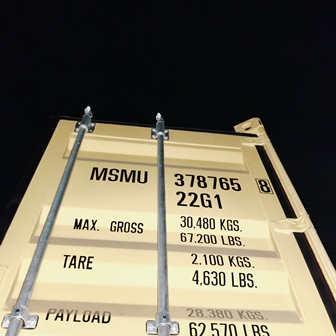 MSMU 378765 8
22G1
MAX. GROSS 30,480 KGS.
67.200 LBS.
TARE 2.100 KGS.
4,630 LBS.
PAYLOAD 28.380 KGS.
62,570 LBS.